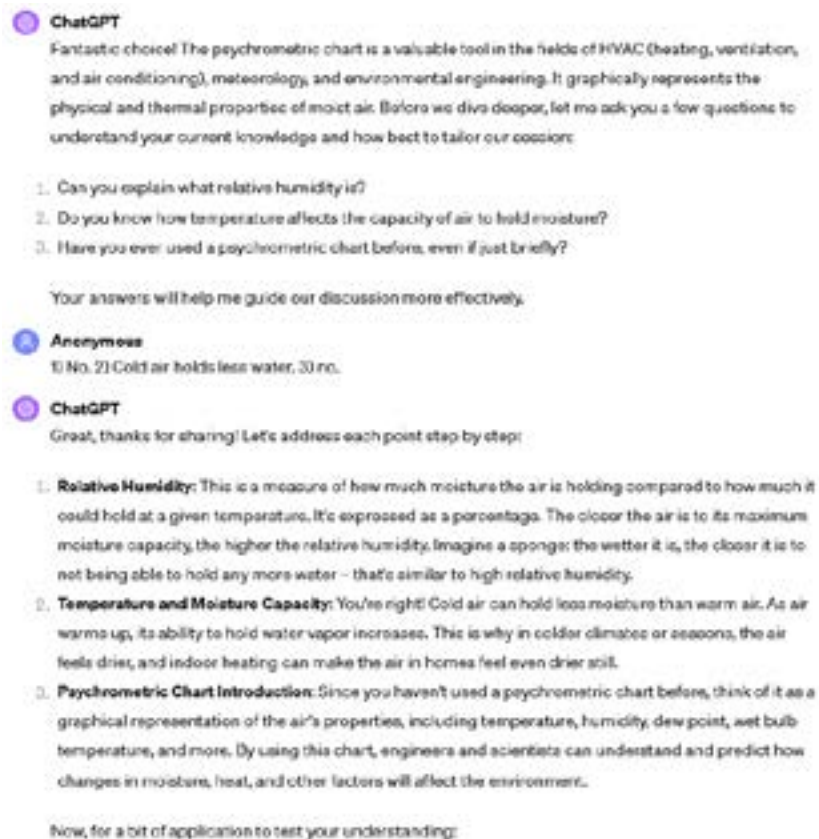 ChatGPT
Fantastic choice! The psychrometric chart is a valuable tool in the fields of HVAC (heating, ventilation,
and air conditioning), meteorology, and environmental engineering. It graphically represents the
physical and thermal properties of moist air. Before we dive deeper, let me ask you a few questions to
understand your current knowledge and how best to tailor our session:
1. Can you explain what relative humidity is?
2. Do you know how temperature affects the capacity of air to hold moisture?
3. Have you ever used a psychrometric chart before, even if just briefly?
Your answers will help me guide our discussion more effectively.
Anonymous
1) No. 2) Cold air holds less water. 3) no.
ChatGPT
Great, thanks for sharing! Let's address each point step by step:
1. Relative Humidity: This is a measure of how much moisture the air is holding compared to how much it
could hold at a given temperature. It's expressed as a percentage. The closer the air is to its maximum
moisture capacity, the higher the relative humidity. Imagine a sponge: the wetter it is, the closer it is to
not being able to hold any more water – that's similar to high relative humidity.
2. Temperature and Moisture Capacity: You're right! Cold air can hold less moisture than warm air. As air
warms up, its ability to hold water vapor increases. This is why in colder climates or seasons, the air
feels drier, and indoor heating can make the air in homes feel even drier still.
3. Psychrometric Chart Introduction: Since you haven't used a psychrometric chart before, think of it as a
graphical representation of the air's properties, including temperature, humidity, dew point, wet bulb
temperature, and more. By using this chart, engineers and scientists can understand and predict how
changes in moisture, heat, and other factors will affect the environment.
Now, for a bit of application to test your understanding: